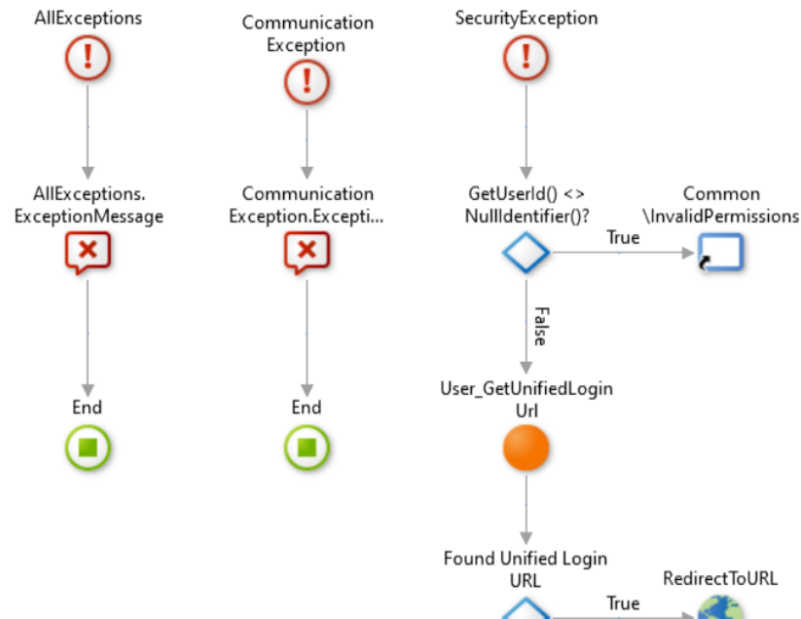 AllExceptions
Communication
Exception
SecurityException
AllExceptions.
ExceptionMessage
Communication
Exception.Excepti...
GetUserId() <>
NullIdentifier()?
Common
\InvalidPermissions
True
False
End
End
User_GetUnifiedLogin
Url
Found Unified Login
URL
RedirectToURL
True